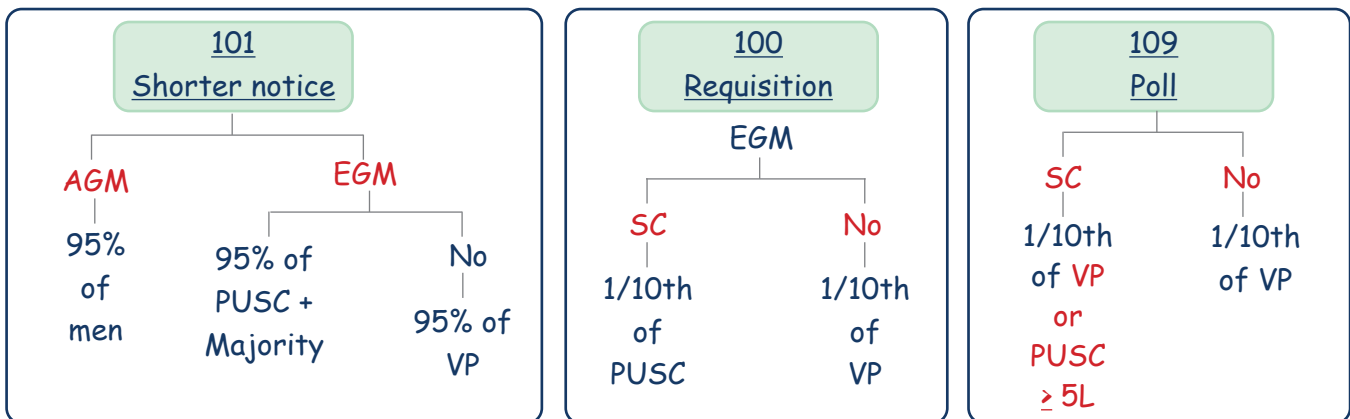 101
Shorter notice
AGM
95%
of
men
EGM
95% of
PUSC +
Majority
No
95% of
VP
100
Requisition
EGM
SC
1/10th
of
PUSC
No
1/10th
of
VP
109
Poll
SC
1/10th
of VP
or
PUSC
≥ 5L
No
1/10th
of VP